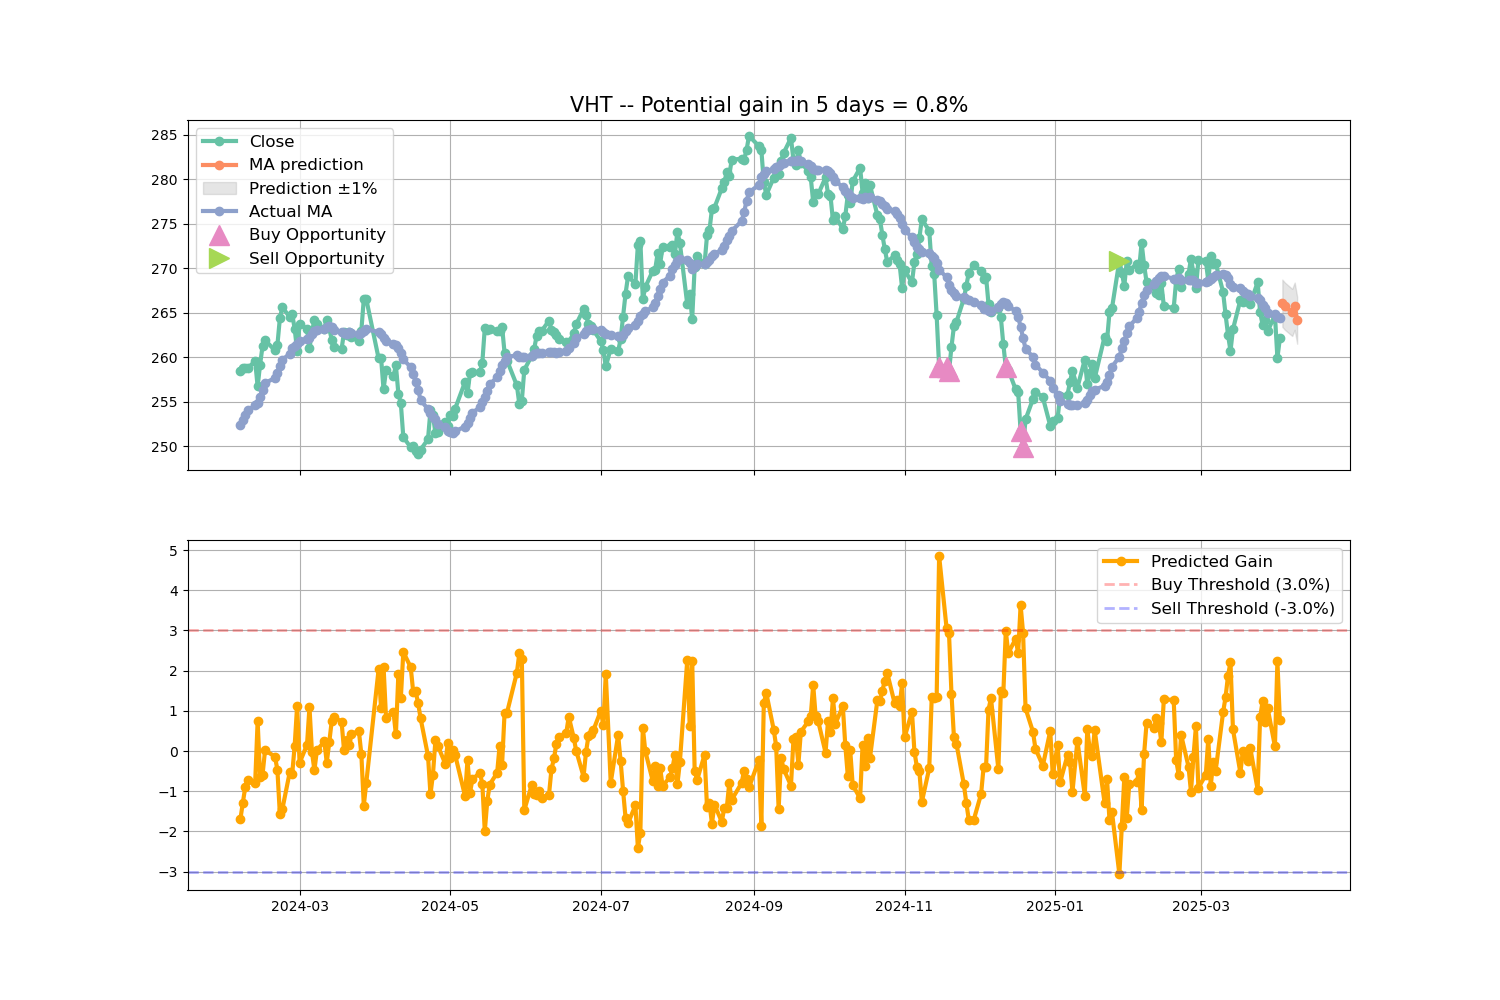 VHT -- Potential gain in 5 days = 0.8%
285
280
275
270
265
260
255
250
Close
MA prediction
Prediction ±1%
Actual MA
Buy Opportunity
Sell Opportunity
5
4
3
2
1
0
−1
−2
−3
Predicted Gain
Buy Threshold (3.0%)
Sell Threshold (-3.0%)
2024-03
2024-05
2024-07
2024-09
2024-11
2025-01
2025-03